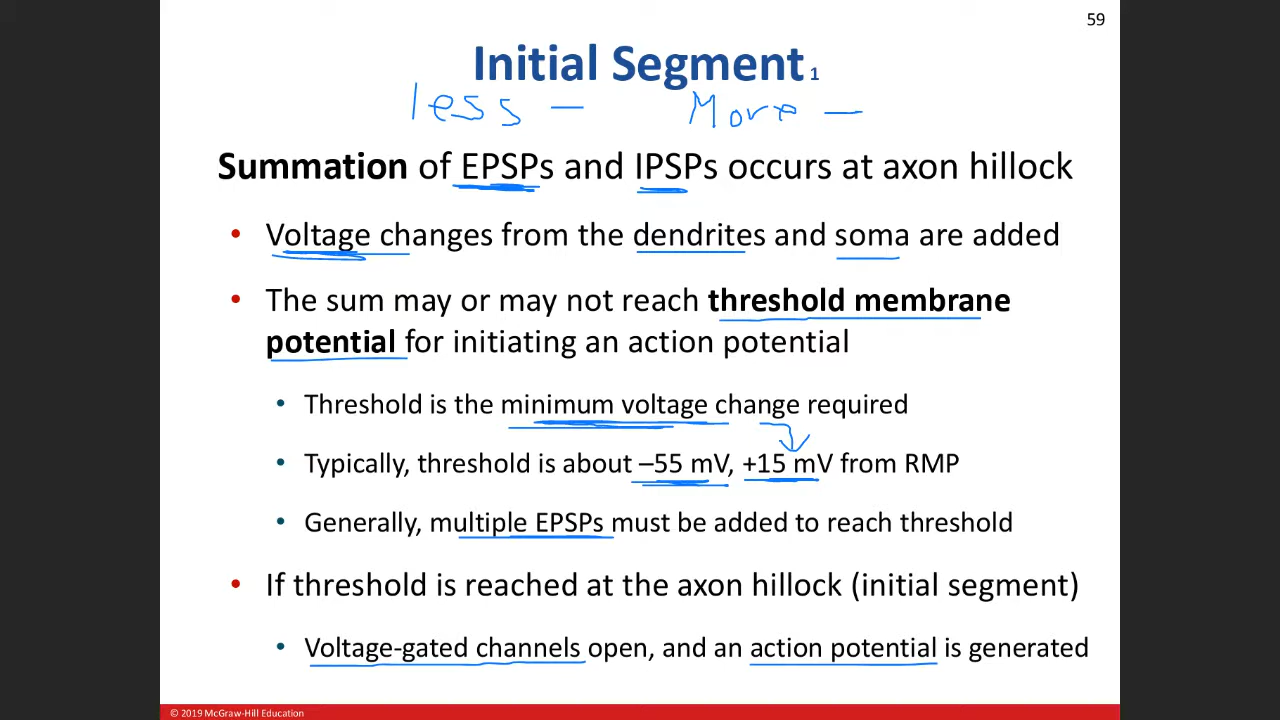 59
Initial Segment 1
less – More –
Summation of EPSPs and IPSPs occurs at axon hillock
• Voltage changes from the dendrites and soma are added
• The sum may or may not reach threshold membrane
potential for initiating an action potential
• Threshold is the minimum voltage change required
• Typically, threshold is about –55 mV, +15 mV from RMP
• Generally, multiple EPSPs must be added to reach threshold
• If threshold is reached at the axon hillock (initial segment)
• Voltage-gated channels open, and an action potential is generated
© 2019 McGraw-Hill Education